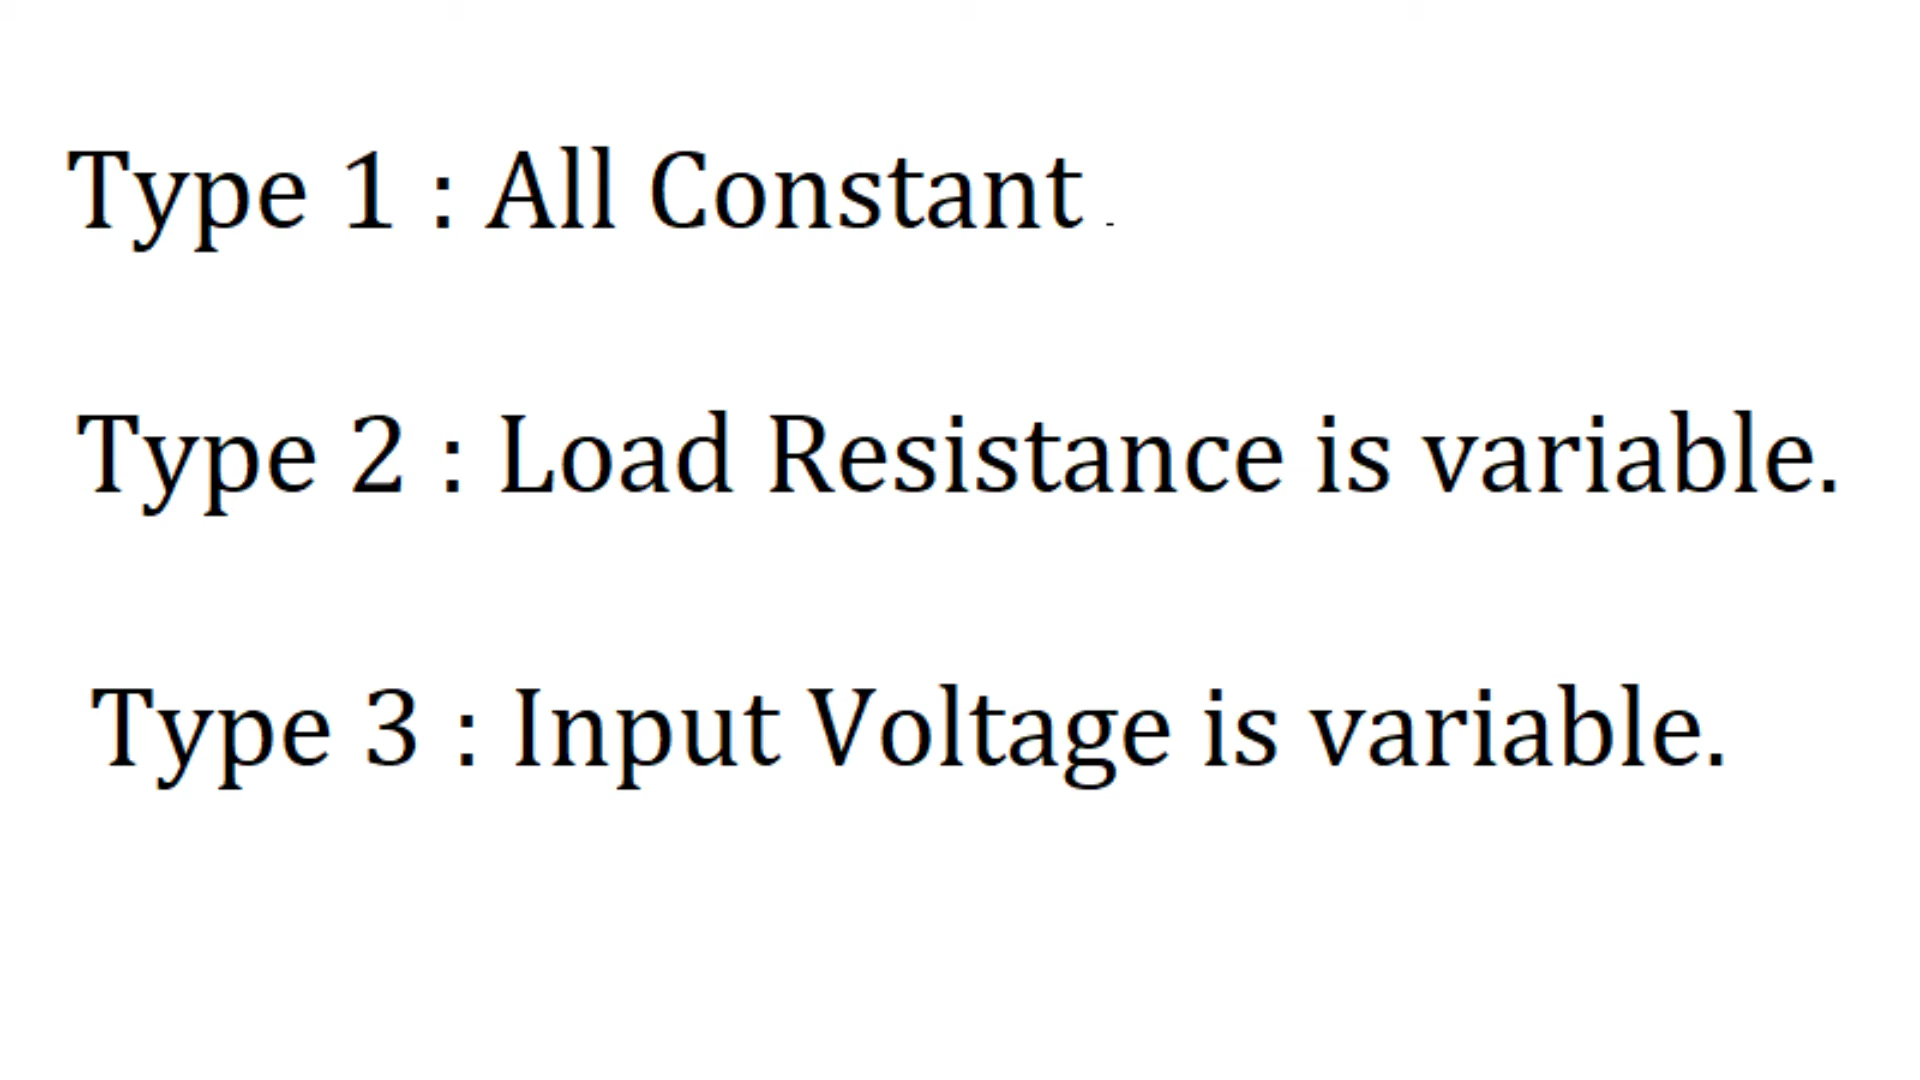 Type 1 : All Constant .
Type 2 : Load Resistance is variable.
Type 3 : Input Voltage is variable.